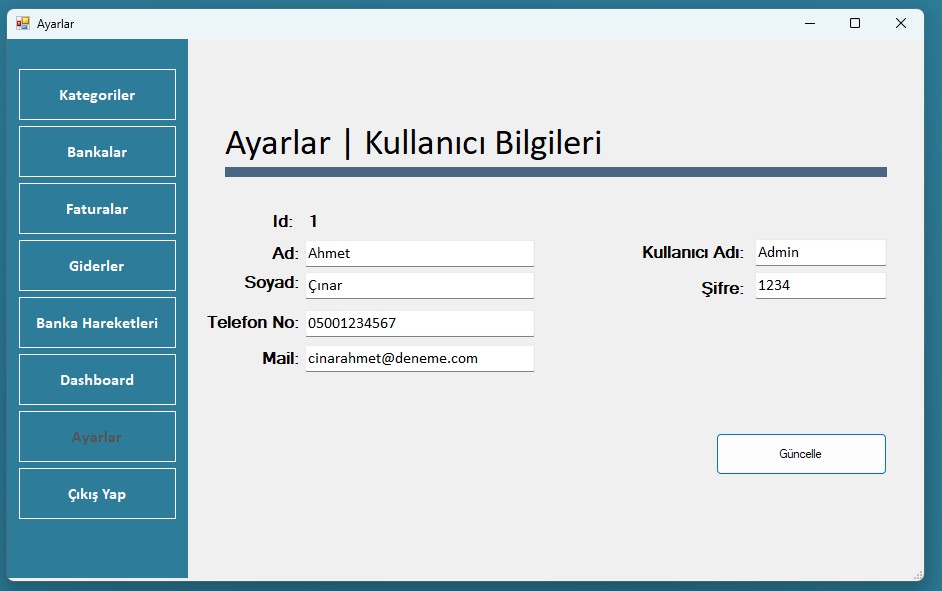 Ayarlar
Kategoriler
Bankalar
Faturalar
Giderler
Banka Hareketleri
Dashboard
Ayarlar
Çıkış Yap
Ayarlar | Kullanıcı Bilgileri
Id: 1
Ad: Ahmet
Soyad: Çınar
Telefon No: 05001234567
Mail: cinarahmet@deneme.com
Kullanıcı Adı: Admin
Şifre: 1234
Güncelle